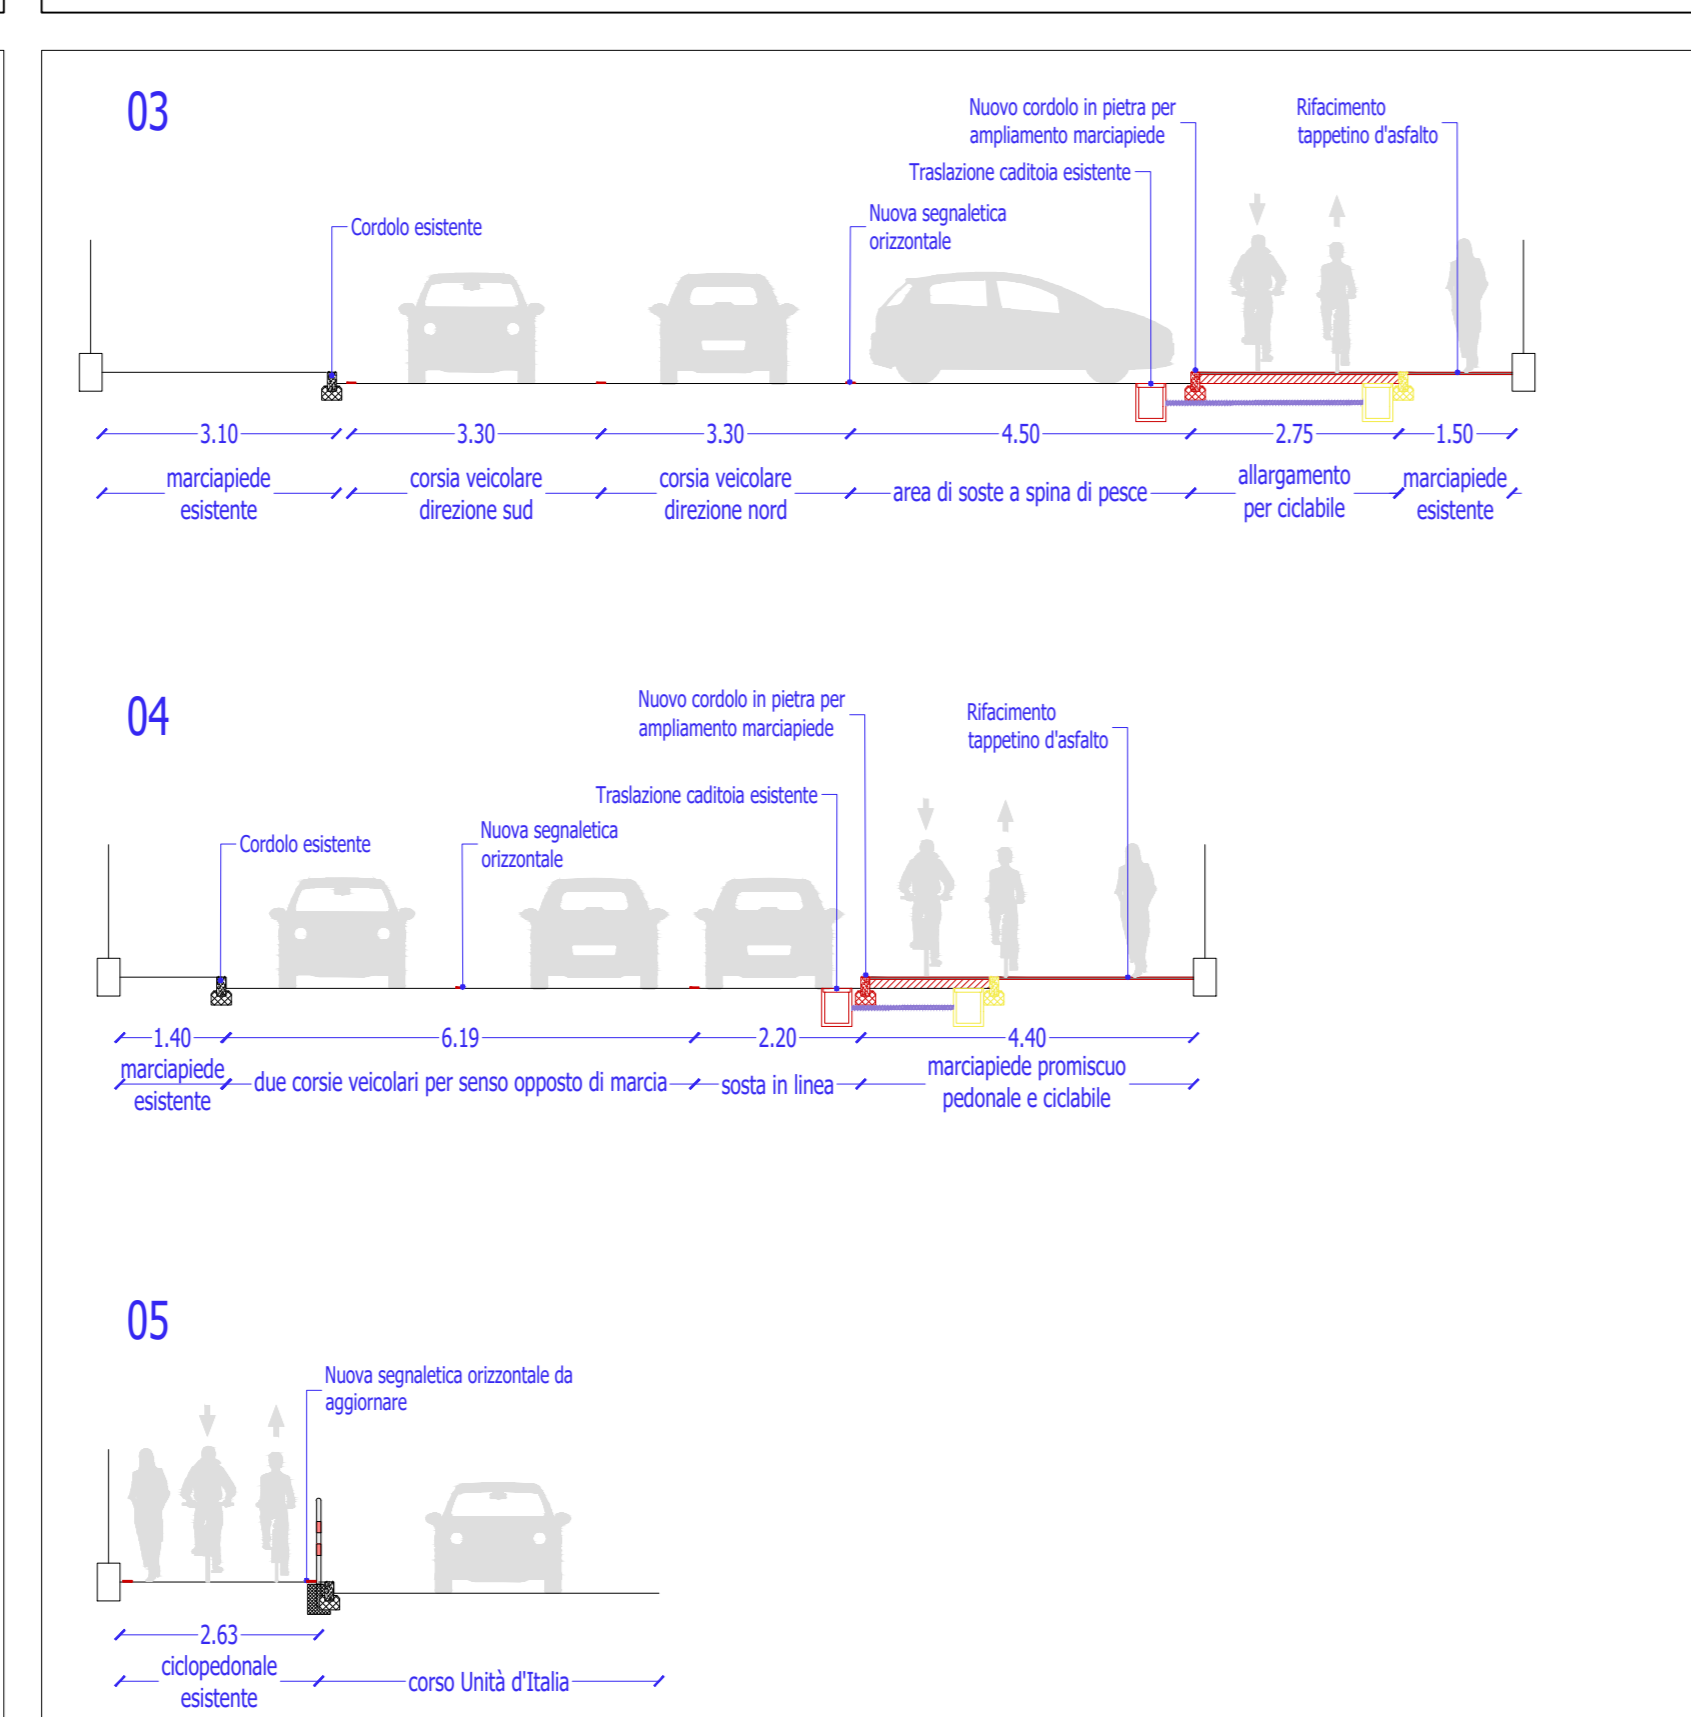 03
Nuovo cordolo in pietra per
ampliamento marciapiede
Rifacimento
tappetino d'asfalto
Traslazione caditoia esistente
Nuova segnaletica
orizzontale
Cordolo esistente
3.10
3.30
3.30
4.50
2.75
1.50
marciapiede
esistente
corsia veicolare
direzione sud
corsia veicolare
direzione nord
area di soste a spina di pesce
allargamento
per ciclabile
marciapiede
esistente
04
Nuovo cordolo in pietra per
ampliamento marciapiede
Rifacimento
tappetino d'asfalto
Traslazione caditoia esistente
Nuova segnaletica
orizzontale
Cordolo esistente
1.40
6.19
2.20
4.40
marciapiede
esistente
due corsie veicolari per senso opposto di marcia
sosta in linea
marciapiede promiscuo
pedonale e ciclabile
05
Nuova segnaletica orizzontale da
aggiornare
2.63
ciclopedonale
esistente
corso Unità d'Italia